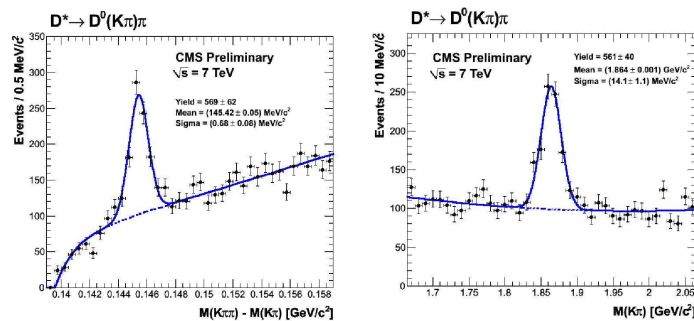 D*→ D⁰(Kπ)π
CMS Preliminary
√s = 7 TeV
Yield = 569 ± 62
Mean = (145.42 ± 0.05) MeV/c²
Sigma = (0.68 ± 0.08) MeV/c²
Events / 0.5 MeV/c²
350
300
250
200
150
100
50
0
0.14 0.142 0.144 0.146 0.148 0.15 0.152 0.154 0.156 0.158
M(Kππ) - M(Kπ) [GeV/c²]
D*→ D⁰(Kπ)π
CMS Preliminary
√s = 7 TeV
Yield = 561 ± 40
Mean = (1.864 ± 0.001) GeV/c²
Sigma = (14.1 ± 1.1) MeV/c²
Events / 10 MeV/c²
300
250
200
150
100
50
0
1.7 1.75 1.8 1.85 1.9 1.95 2 2.05
M(Kπ) [GeV/c²]